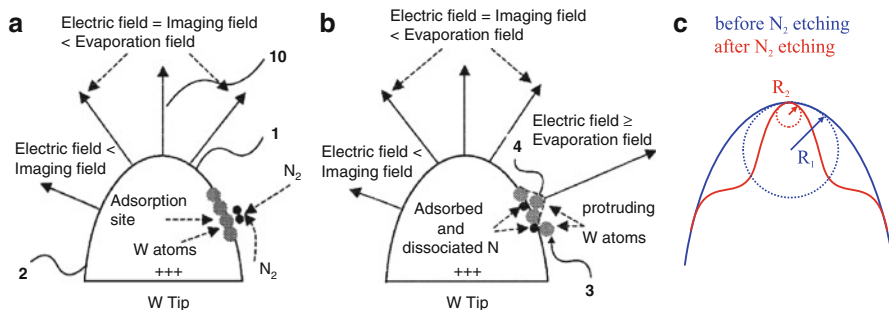 a
Electric field = Imaging field
< Evaporation field
10
1
Electric field <
Imaging field
N₂
Adsorption
site
W atoms
2
+++
N₂
W Tip
b
Electric field = Imaging field
< Evaporation field
Electric field ≥
Evaporation field
4
Electric field <
Imaging field
Adsorbed
and
dissociated N
protruding
W atoms
+++
3
W Tip
c
before N₂ etching
after N₂ etching
R₂
R₁